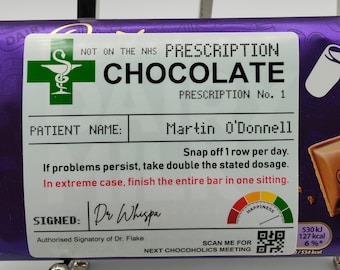 NOT ON THE NHS PRESCRIPTION
CHOCOLATE
PRESCRIPTION No. 1
PATIENT NAME: Martin O'Donnell
Snap off 1 row per day.
If problems persist, take double the stated dosage.
In extreme case, finish the entire bar in one sitting.
HAPPINESS
SIGNED: Dr Whispa
Authorised Signatory of Dr. Flake
SCAN ME FOR
NEXT CHOCOHOLICS MEETING
530 kJ
127 kcal
6%*